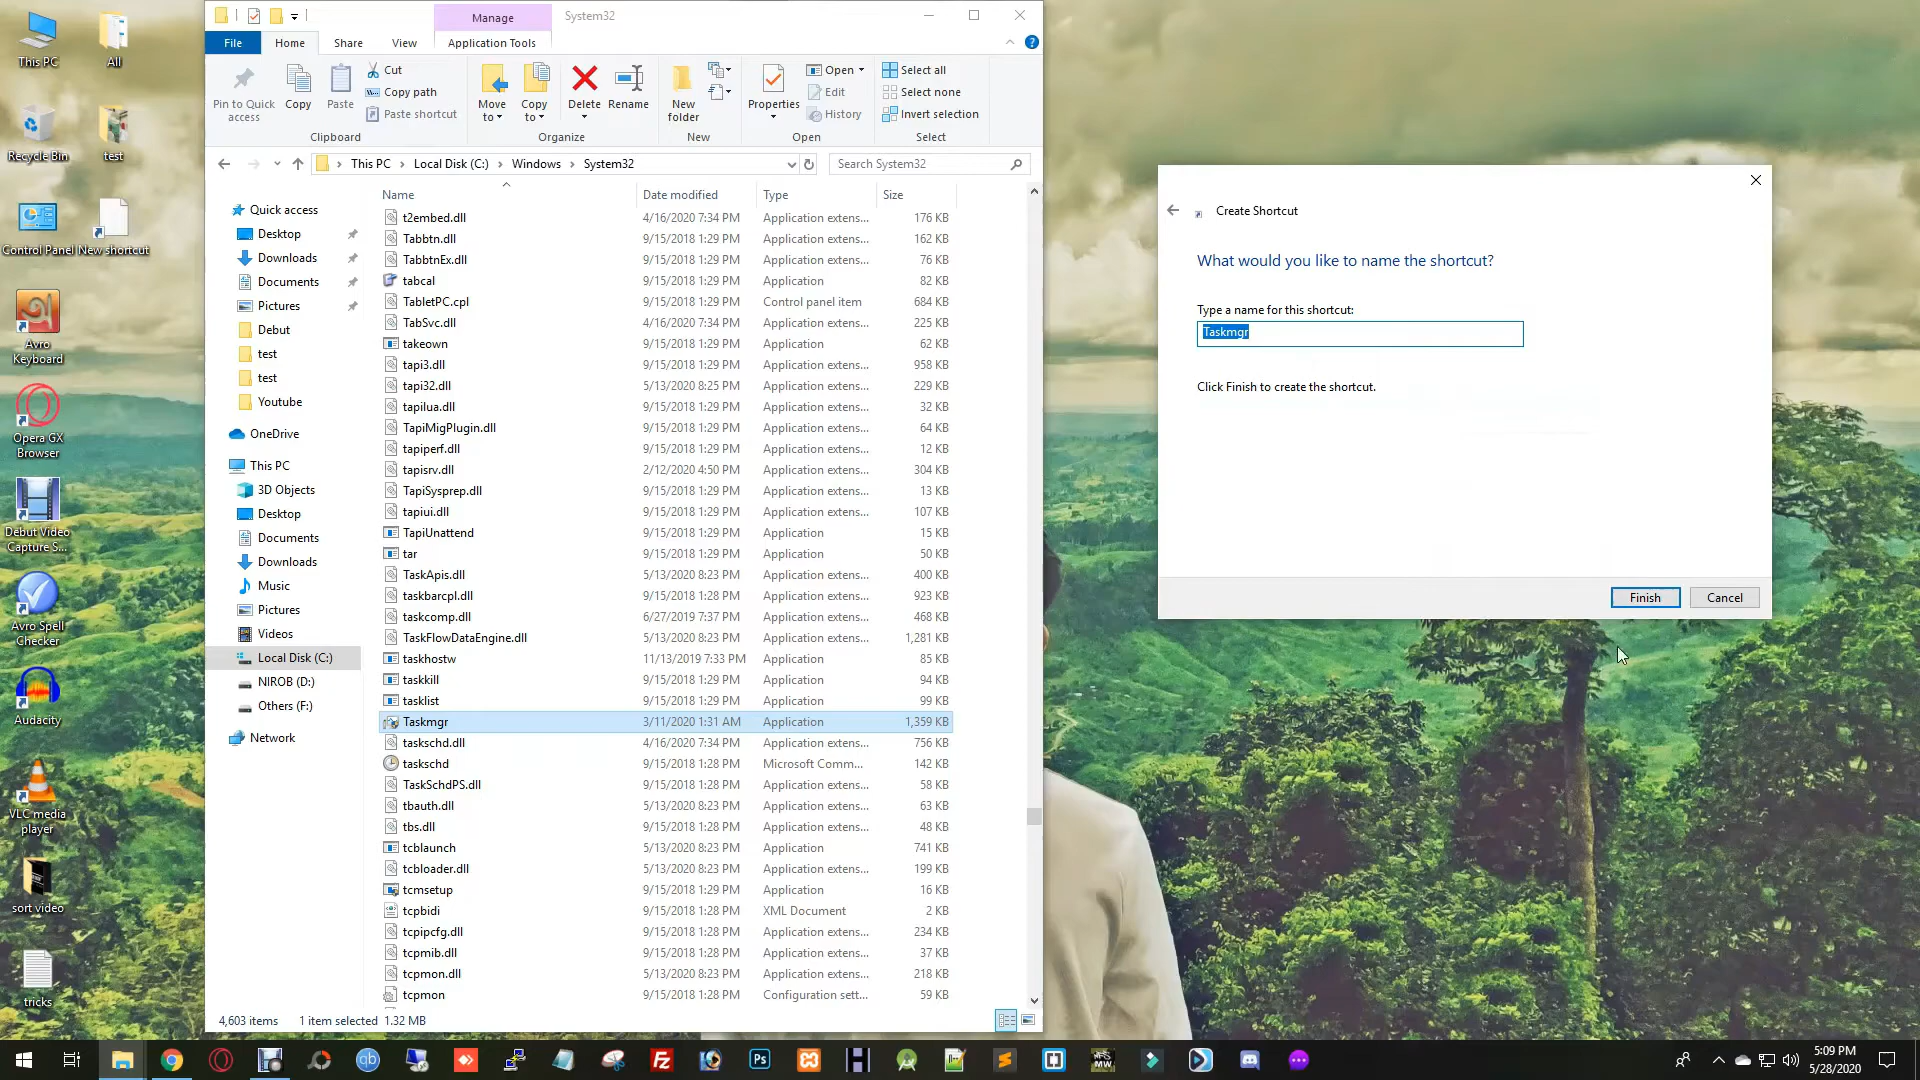 This PC
All
Recycle Bin
test
Control Panel
New shortcut
Avro
Keyboard
Opera GX
Browser
Debut Video
Capture S...
Avro Spell
Checker
Audacity
VLC media
player
sort video
tricks
Manage
System32
File
Home
Share
View
Application Tools
Pin to Quick
access
Copy
Paste
Cut
Copy path
Paste shortcut
Clipboard
Move
to
Copy
to
Delete
Rename
Organize
New
folder
New
Properties
Open
Edit
History
Open
Select all
Select none
Invert selection
Select
This PC > Local Disk (C:) > Windows > System32
Search System32
Quick access
Desktop
Downloads
Documents
Pictures
Debut
test
test
Youtube
OneDrive
This PC
3D Objects
Desktop
Documents
Downloads
Music
Pictures
Videos
Local Disk (C:)
NIROB (D:)
Others (F:)
Network
Name Date modified Type Size
t2embed.dll 4/16/2020 7:34 PM Application extens... 176 KB
Tabbtn.dll 9/15/2018 1:29 PM Application extens... 162 KB
TabbtnEx.dll 9/15/2018 1:29 PM Application extens... 76 KB
tabcal 9/15/2018 1:29 PM Application 82 KB
TabletPC.cpl 9/15/2018 1:29 PM Control panel item 684 KB
TabSvc.dll 4/16/2020 7:34 PM Application extens... 225 KB
takeown 9/15/2018 1:29 PM Application 62 KB
tapi3.dll 9/15/2018 1:29 PM Application extens... 958 KB
tapi32.dll 5/13/2020 8:25 PM Application extens... 229 KB
tapilua.dll 9/15/2018 1:29 PM Application extens... 32 KB
TapiMigPlugin.dll 9/15/2018 1:29 PM Application extens... 64 KB
tapiperf.dll 9/15/2018 1:29 PM Application extens... 12 KB
tapisrv.dll 2/12/2020 4:50 PM Application extens... 304 KB
TapiSysprep.dll 9/15/2018 1:29 PM Application extens... 13 KB
tapiui.dll 9/15/2018 1:29 PM Application extens... 107 KB
TapiUnattend 9/15/2018 1:29 PM Application 15 KB
tar 9/15/2018 1:29 PM Application 50 KB
TaskApis.dll 5/13/2020 8:23 PM Application extens... 400 KB
taskbarcpl.dll 9/15/2018 1:28 PM Application extens... 923 KB
taskcomp.dll 6/27/2019 7:37 PM Application extens... 468 KB
TaskFlowDataEngine.dll 5/13/2020 8:23 PM Application extens... 1,281 KB
taskhostw 11/13/2019 7:33 PM Application 85 KB
taskkill 9/15/2018 1:29 PM Application 94 KB
tasklist 9/15/2018 1:29 PM Application 99 KB
Taskmgr 3/11/2020 1:31 AM Application 1,359 KB
taskschd.dll 4/16/2020 7:34 PM Application extens... 756 KB
taskschd 9/15/2018 1:28 PM Microsoft Comm... 142 KB
TaskSchdPS.dll 9/15/2018 1:28 PM Application extens... 58 KB
tbauth.dll 5/13/2020 8:23 PM Application extens... 63 KB
tbs.dll 9/15/2018 1:28 PM Application extens... 48 KB
tcblaunch 5/13/2020 8:23 PM Application 741 KB
tcbloader.dll 5/13/2020 8:23 PM Application extens... 199 KB
tcmsetup 9/15/2018 1:29 PM Application 16 KB
tcpbidi 9/15/2018 1:28 PM XML Document 2 KB
tcpipcfg.dll 9/15/2018 1:28 PM Application extens... 234 KB
tcpmib.dll 9/15/2018 1:28 PM Application extens... 37 KB
tcpmon.dll 5/13/2020 8:23 PM Application extens... 218 KB
tcpmon 9/15/2018 1:28 PM Configuration sett... 59 KB
4,603 items 1 item selected 1.32 MB
Create Shortcut
What would you like to name the shortcut?
Type a name for this shortcut:
Taskmgr
Click Finish to create the shortcut.
Finish
Cancel
qb
Fz
Ps
MW
5:09 PM
5/28/2020